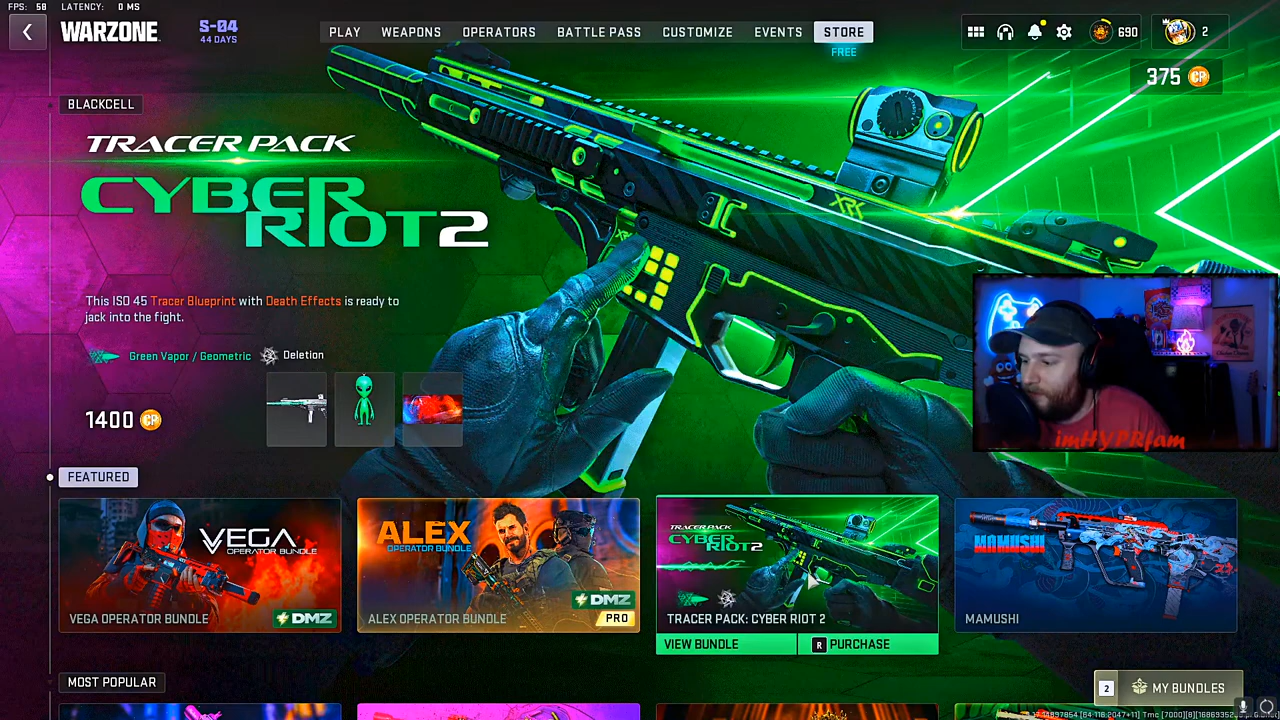 FPS: 58 LATENCY: 0 MS
WARZONE
S-04
44 DAYS
PLAY WEAPONS OPERATORS BATTLE PASS CUSTOMIZE EVENTS STORE
FREE
690
2
375 CP
BLACKCELL
TRACER PACK
CYBER
RIOT2
XRK
This ISO 45 Tracer Blueprint with Death Effects is ready to
jack into the fight.
Green Vapor / Geometric Deletion
1400 CP
imHYPRfam
FEATURED
VEGA
OPERATOR BUNDLE
VEGA OPERATOR BUNDLE
DMZ
ALEX
OPERATOR BUNDLE
ALEX OPERATOR BUNDLE
DMZ
PRO
TRACER PACK
CYBER
RIOT2
TRACER PACK: CYBER RIOT 2
VIEW BUNDLE R PURCHASE
MAMUSHI
MAMUSHI
MOST POPULAR
2 MY BUNDLES